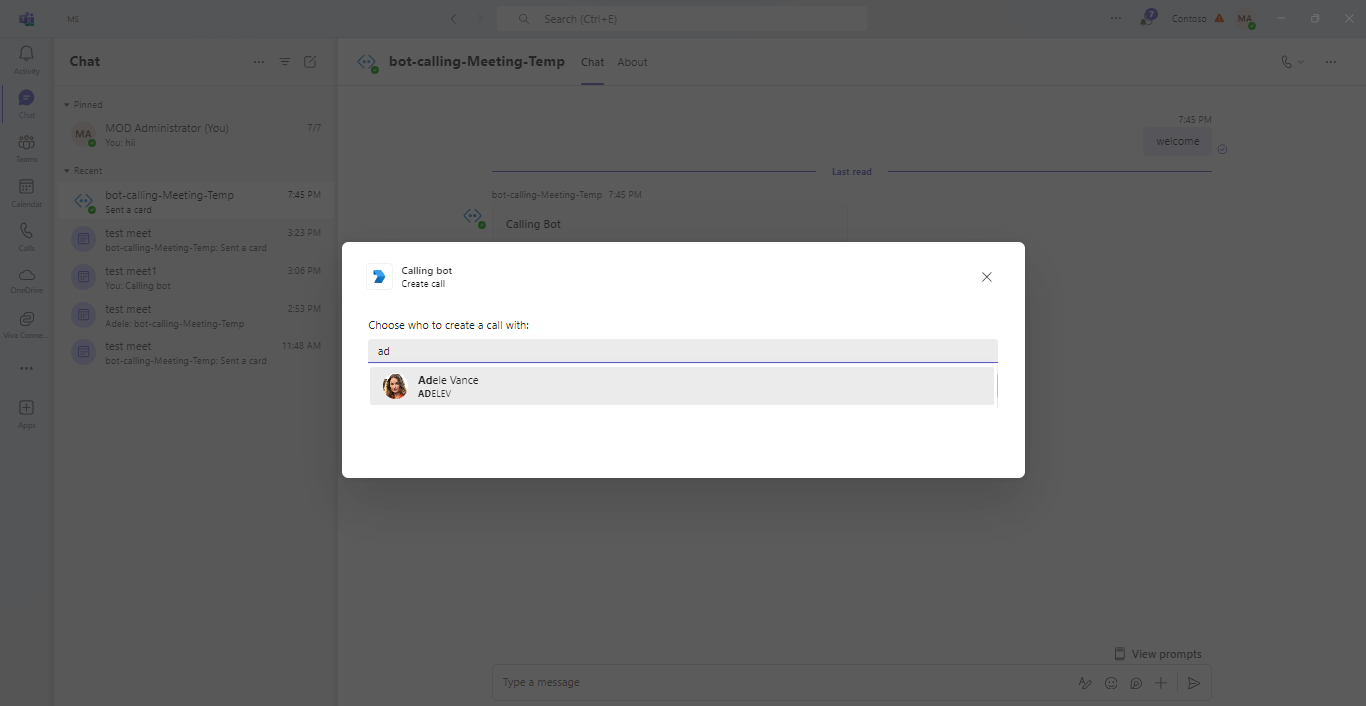 MS
Search (Ctrl+E)
7
Contoso
MA
Activity
Chat
Teams
Calendar
Calls
OneDrive
Viva Conne...
Apps
Chat
Pinned
MA
MOD Administrator (You)
7/7
You: hii
Recent
bot-calling-Meeting-Temp
7:45 PM
Sent a card
test meet
3:23 PM
bot-calling-Meeting-Temp: Sent a card
test meet1
3:06 PM
You: Calling bot
test meet
2:53 PM
Adele: bot-calling-Meeting-Temp
test meet
11:48 AM
bot-calling-Meeting-Temp: Sent a card
bot-calling-Meeting-Temp
Chat
About
7:45 PM
welcome
Last read
bot-calling-Meeting-Temp 7:45 PM
Calling Bot
Calling bot
Create call
Choose who to create a call with:
ad
Adele Vance
ADELEV
View prompts
Type a message